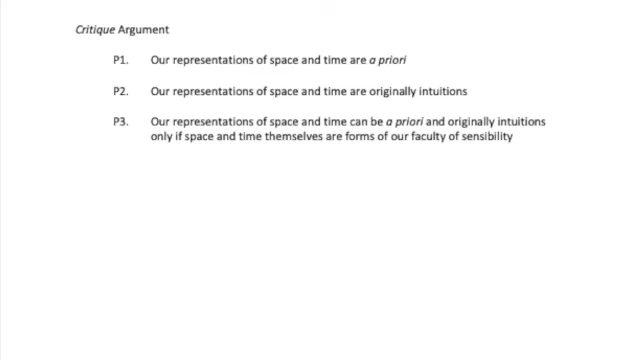 Critique Argument
P1. Our representations of space and time are a priori
P2. Our representations of space and time are originally intuitions
P3. Our representations of space and time can be a priori and originally intuitions
only if space and time themselves are forms of our faculty of sensibility